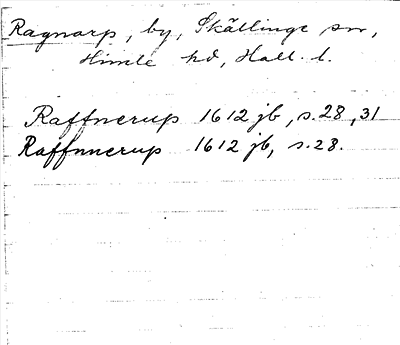 Ragnarp, by, Skällinge sn,
Himle hd, Hall. l.
Raffnerup 1612 jb, s. 28, 31
Raffnnerup 1612 jb, s. 28.